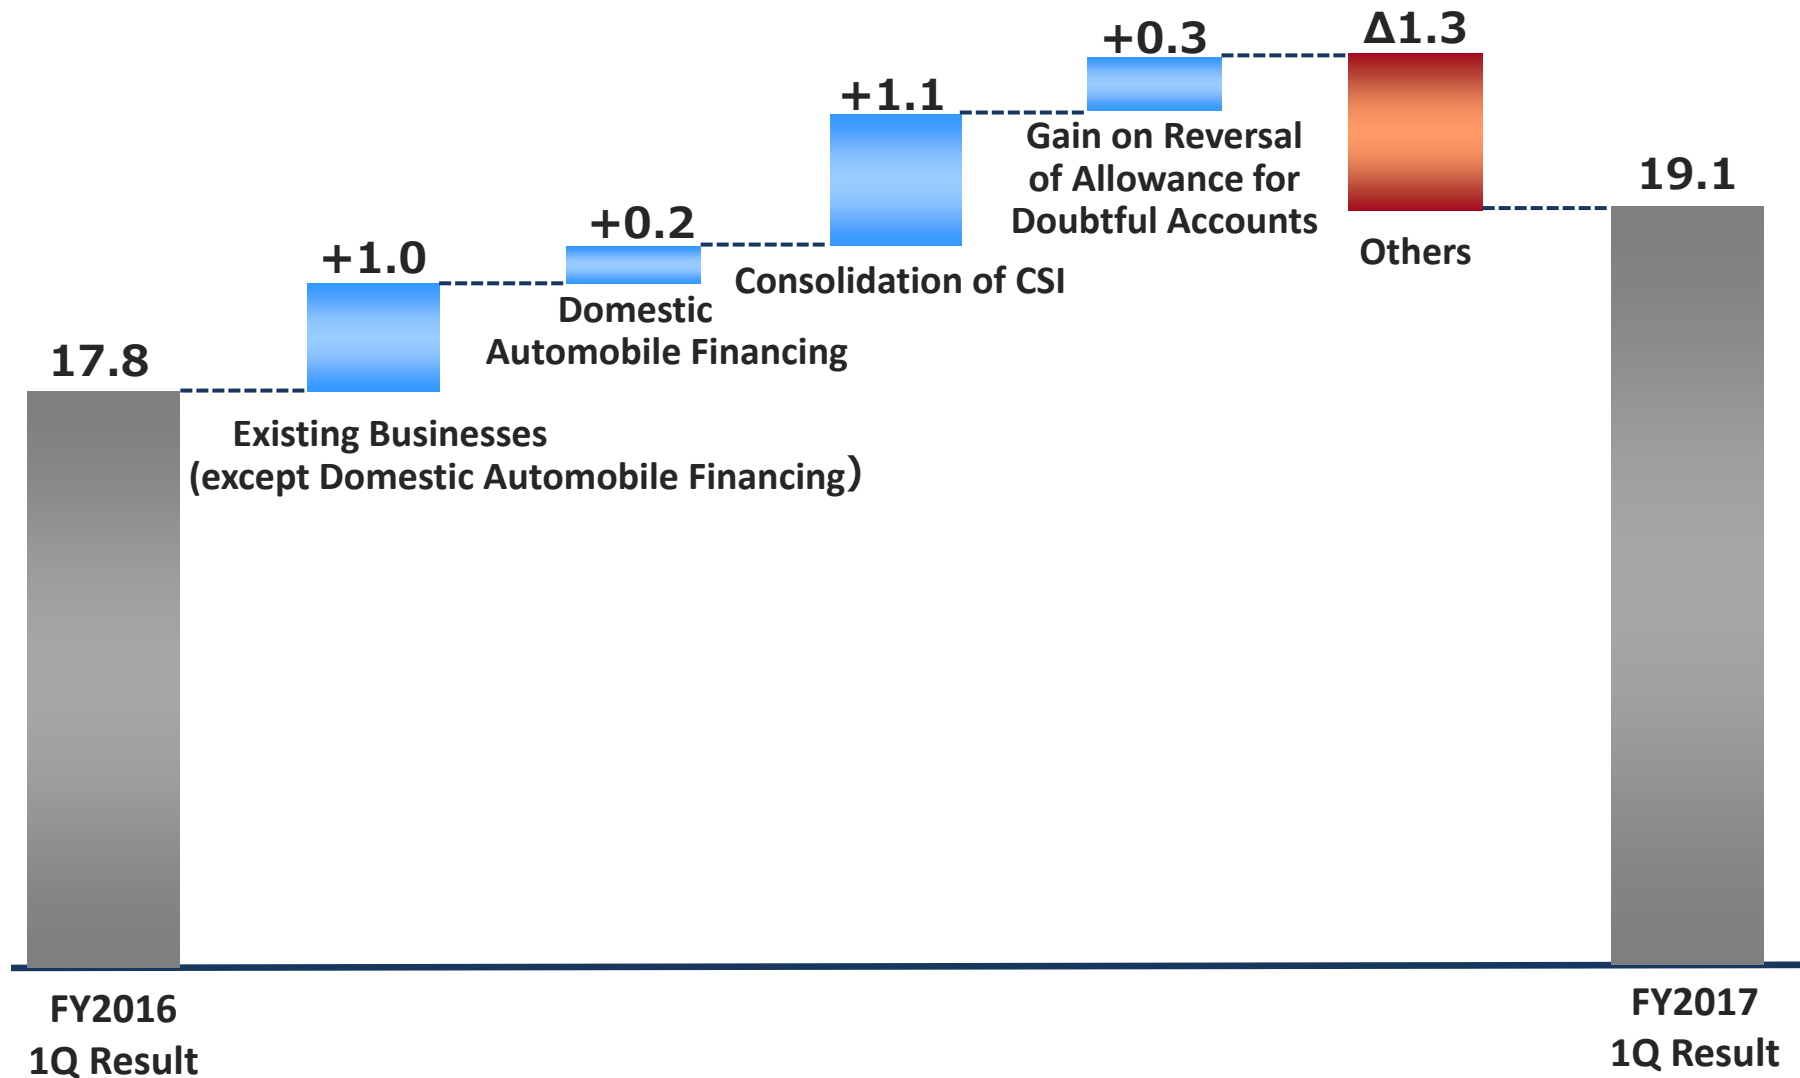 17.8
FY2016
1Q Result
+1.0
Existing Businesses
(except Domestic Automobile Financing）
+0.2
Domestic
Automobile Financing
+1.1
Consolidation of CSI
+0.3
Gain on Reversal
of Allowance for
Doubtful Accounts
Δ1.3
Others
19.1
FY2017
1Q Result